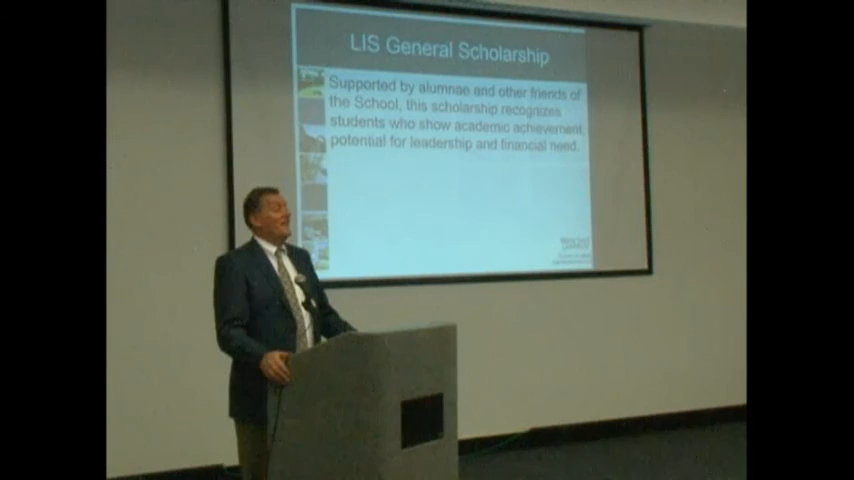 LIS General Scholarship
Supported by alumnae and other friends of
the School, this scholarship recognizes
students who show academic achievement,
potential for leadership and financial need.